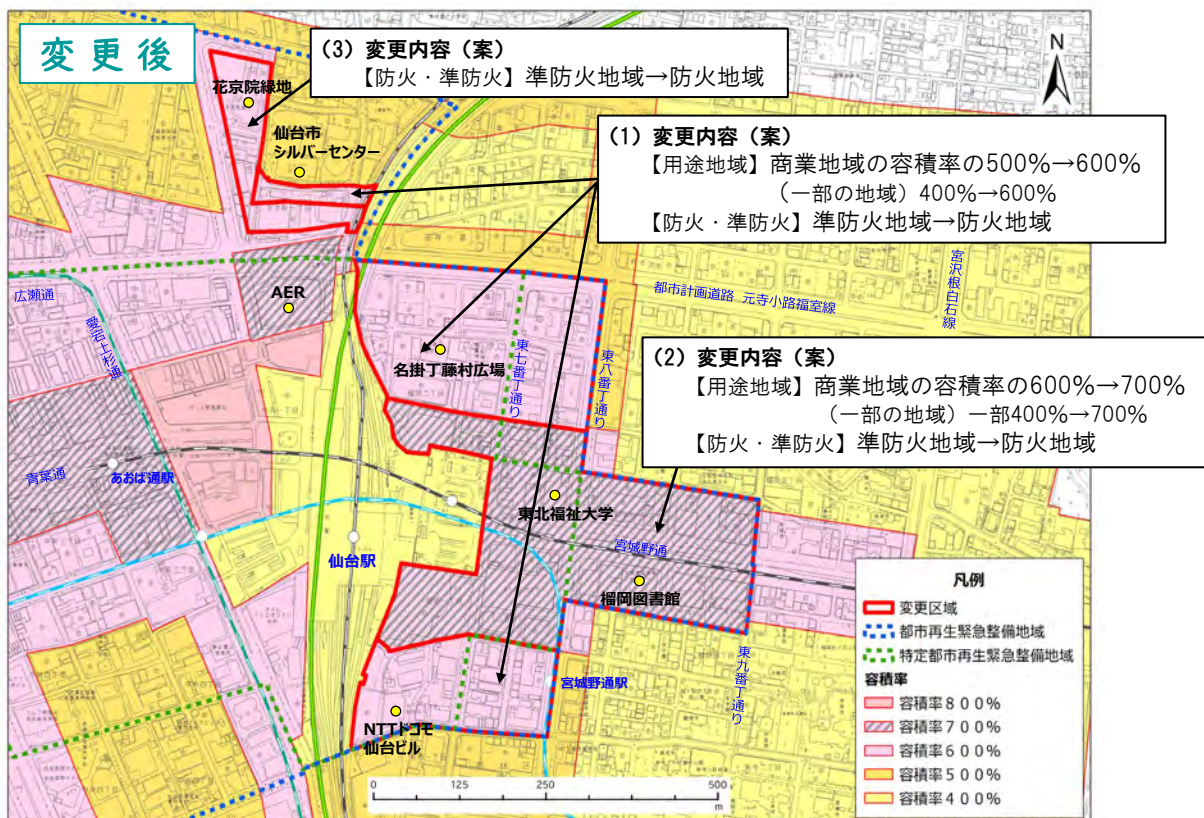 変更後
(3) 変更内容（案）
【防火・準防火】準防火地域→防火地域
N
花京院緑地
仙台市
シルバーセンター
(1) 変更内容（案）
【用途地域】商業地域の容積率の500%→600%
（一部の地域）400%→600%
【防火・準防火】準防火地域→防火地域
宮沢根白石線
都市計画道路 元寺小路福室線
AER
広瀬通
愛宕上杉通
名掛丁藤村広場
東七番丁通り
東八番丁通り
(2) 変更内容（案）
【用途地域】商業地域の容積率の600%→700%
（一部の地域）一部400%→700%
【防火・準防火】準防火地域→防火地域
青葉通
あおば通駅
東北福祉大学
仙台駅
宮城野通
榴岡図書館
東九番丁通り
宮城野通駅
NTTドコモ
仙台ビル
0 125 250 500
m
凡例
変更区域
都市再生緊急整備地域
特定都市再生緊急整備地域
容積率
容積率８００%
容積率７００%
容積率６００%
容積率５００%
容積率４００%